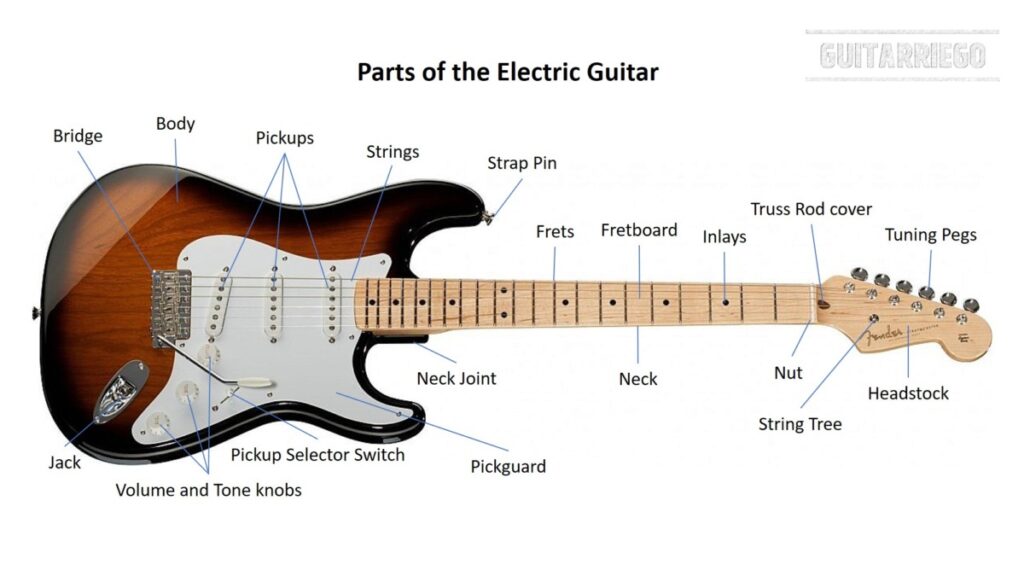 GUITARRIEGO
Parts of the Electric Guitar
Bridge
Body
Pickups
Strings
Strap Pin
Frets
Fretboard
Inlays
Truss Rod cover
Tuning Pegs
Fender
Neck Joint
Neck
Nut
Headstock
String Tree
Jack
Pickup Selector Switch
Pickguard
Volume and Tone knobs